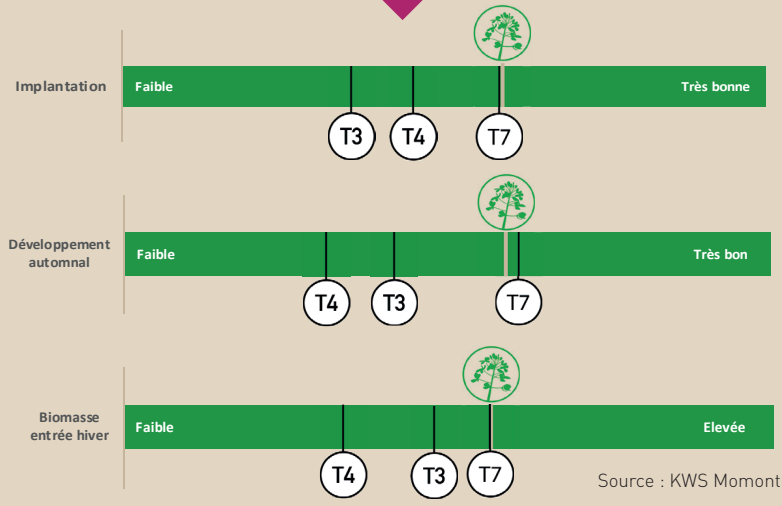 Implantation
Faible
Très bonne
T3
T4
T7
Développement
automnal
Faible
Très bon
T4
T3
T7
Biomasse
entrée hiver
Faible
Elevée
T4
T3
T7
Source : KWS Momont